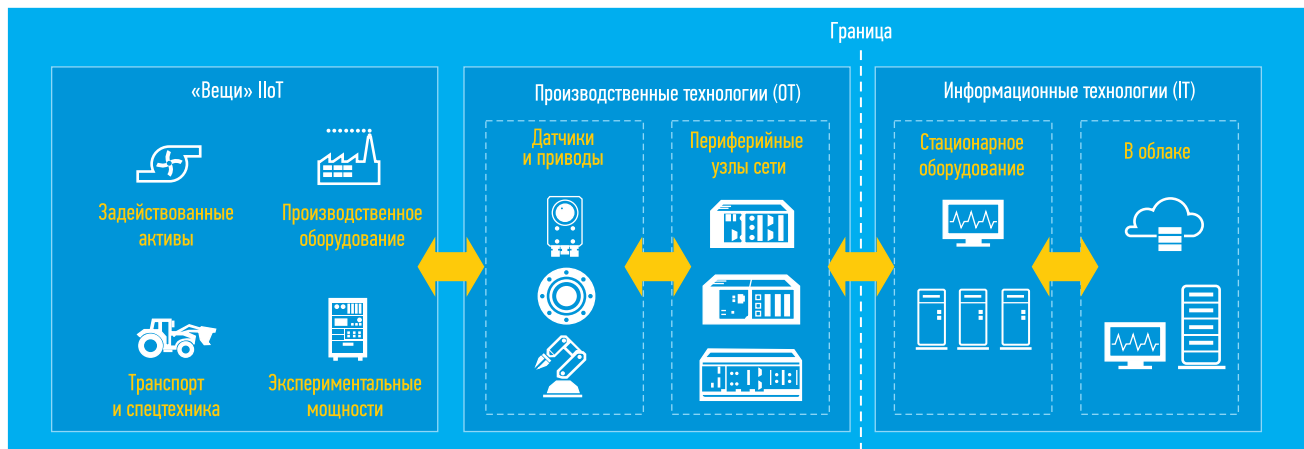 Граница
«Вещи» IIoT
Задействованные
активы
Производственное
оборудование
Транспорт
и спецтехника
Экспериментальные
мощности
Производственные технологии (OT)
Датчики
и приводы
Периферийные
узлы сети
Информационные технологии (IT)
Стационарное
оборудование
В облаке